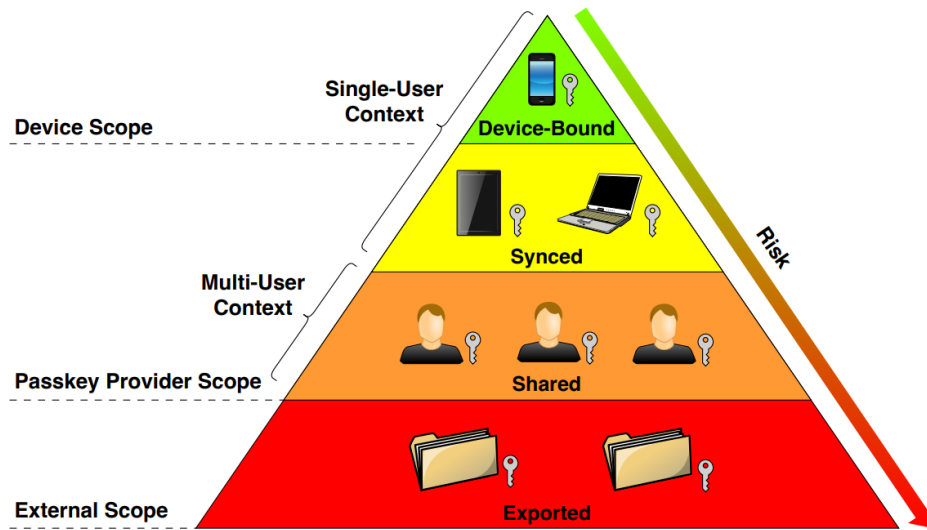 Single-User
Context
Device Scope
Device-Bound
Risk
Synced
Multi-User
Context
Passkey Provider Scope
Shared
External Scope
Exported